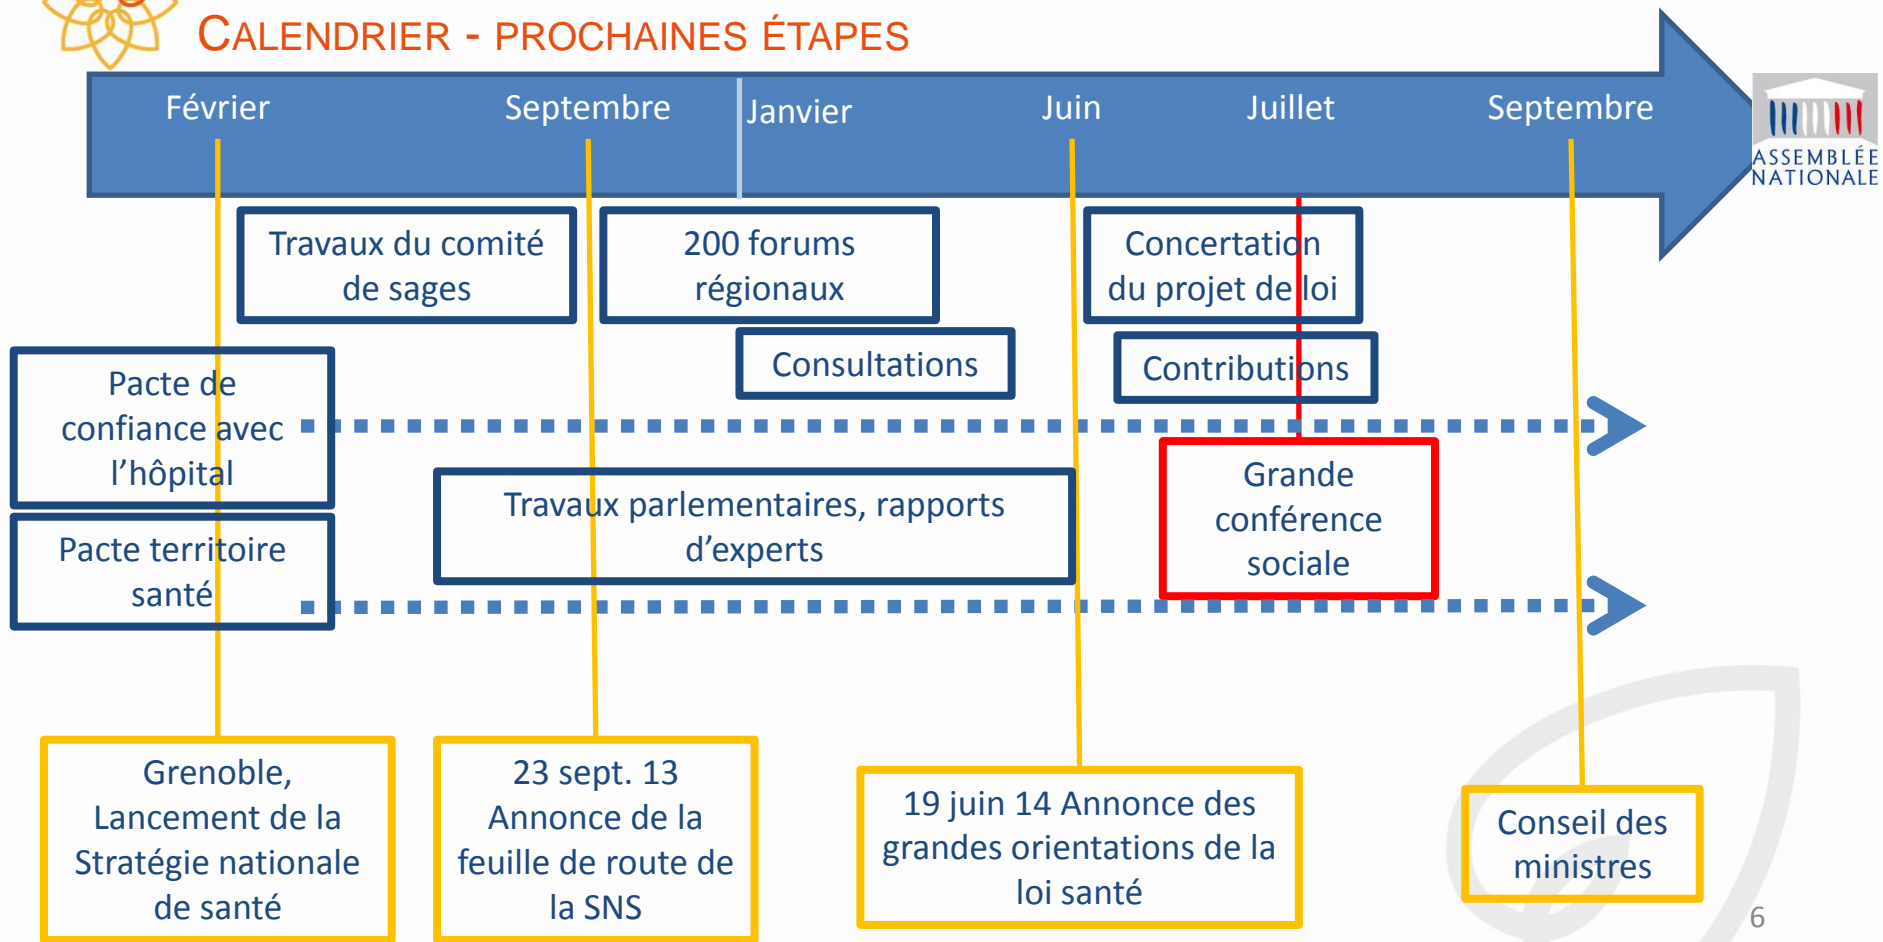 CALENDRIER - PROCHAINES ÉTAPES
Février
Septembre
Janvier
Juin
Juillet
Septembre
ASSEMBLÉE
NATIONALE
Travaux du comité
de sages
200 forums
régionaux
Concertation
du projet de loi
Consultations
Contributions
Pacte de
confiance avec
l’hôpital
Grande
conférence
sociale
Travaux parlementaires, rapports
d’experts
Pacte territoire
santé
Grenoble,
Lancement de la
Stratégie nationale
de santé
23 sept. 13
Annonce de la
feuille de route de
la SNS
19 juin 14 Annonce des
grandes orientations de la
loi santé
Conseil des
ministres
6